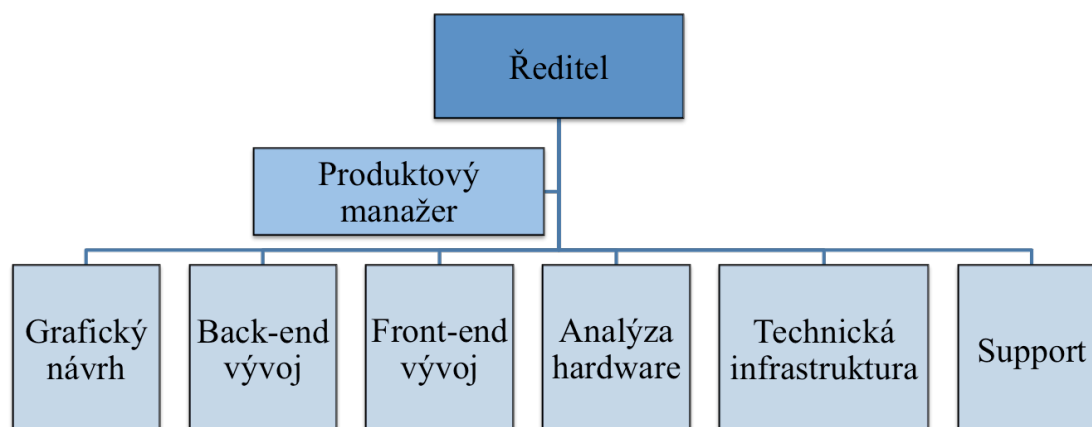 Ředitel
Produktový
manažer
Grafický
návrh
Back-end
vývoj
Front-end
vývoj
Analýza
hardware
Technická
infrastruktura
Support